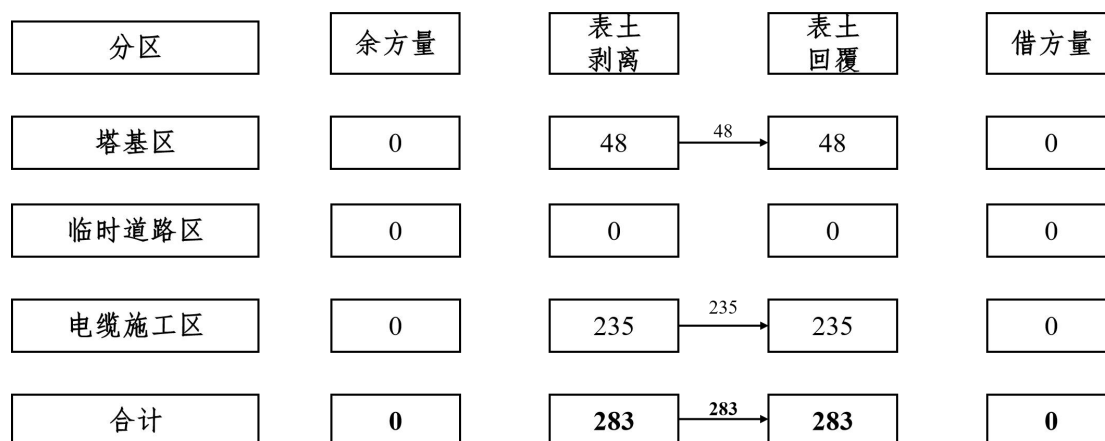 分区 余方量 表土剥离 表土回覆 借方量
塔基区 0 48 48 48 0
临时道路区 0 0 0 0
电缆施工区 0 235 235 235 0
合计 0 283 283 283 0